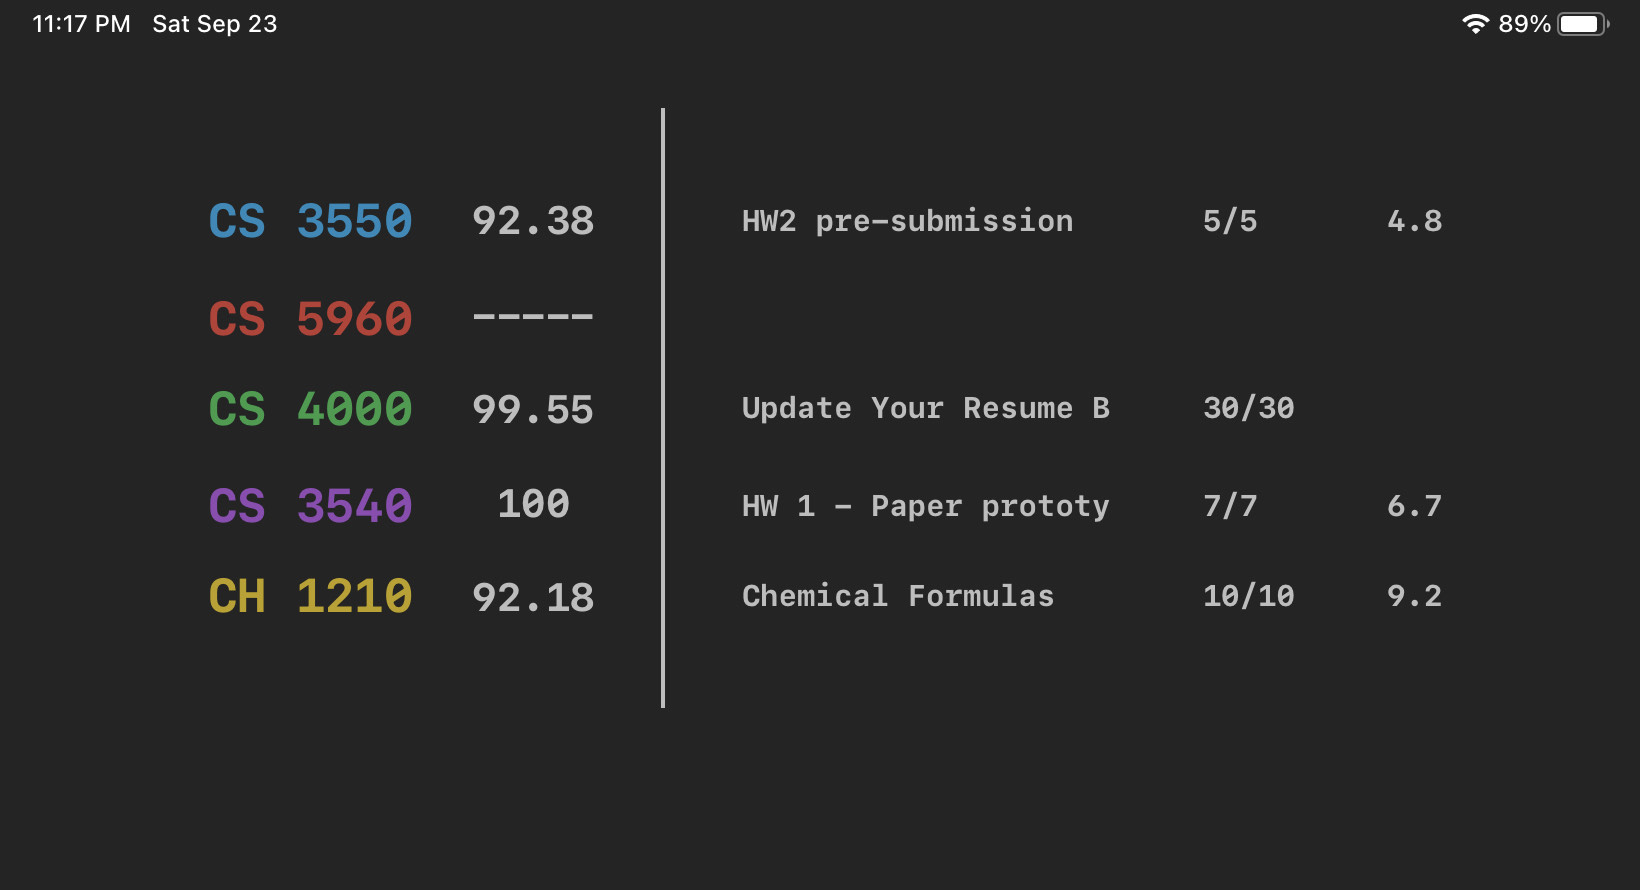 11:17 PM Sat Sep 23 89%
CS 3550 92.38 HW2 pre-submission 5/5 4.8
CS 5960 -----
CS 4000 99.55 Update Your Resume B 30/30
CS 3540 100 HW 1 - Paper prototy 7/7 6.7
CH 1210 92.18 Chemical Formulas 10/10 9.2